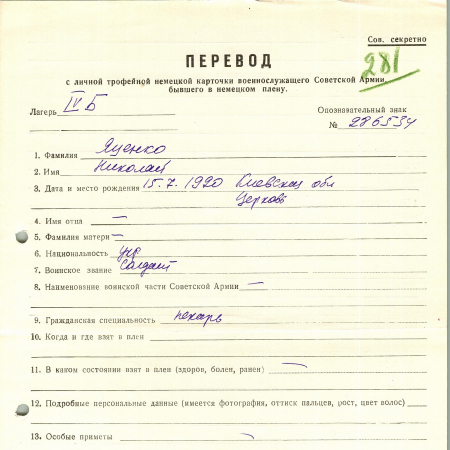 Сов. секретно
281
ПЕРЕВОД
с личной трофейной немецкой карточки военнослужащего Советской Армии,
бывшего в немецком плену.
Лагерь IV Б
Опознавательный знак
№ 286534
1. Фамилия Яценко
2. Имя Николай
3. Дата и место рождения 15.7.1920 Киевская обл
Церковь
4. Имя отца —
5. Фамилия матери —
6. Национальность укр
7. Воинское звание Солдат
8. Наименование воинской части Советской Армии —
9. Гражданская специальность пекарь
10. Когда и где взят в плен
11. В каком состоянии взят в плен (здоров, болен, ранен) —
12. Подробные персональные данные (имеется фотография, оттиск пальцев, рост, цвет волос)
13. Особые приметы —